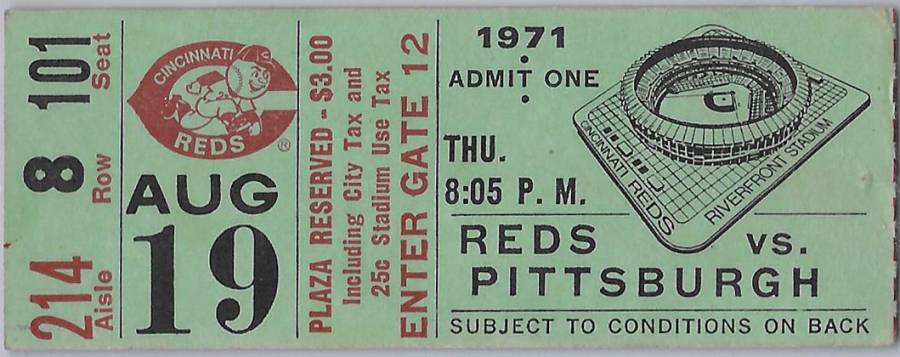 101 Seat
8 Row
214 Aisle
CINCINNATI
REDS
®
AUG
19
PLAZA RESERVED - $3.00
Including City Tax and
25c Stadium Use Tax
ENTER GATE 12
1971
ADMIT ONE
THU.
8:05 P. M.
CINCINNATI REDS
RIVERFRONT STADIUM
REDS VS.
PITTSBURGH
SUBJECT TO CONDITIONS ON BACK